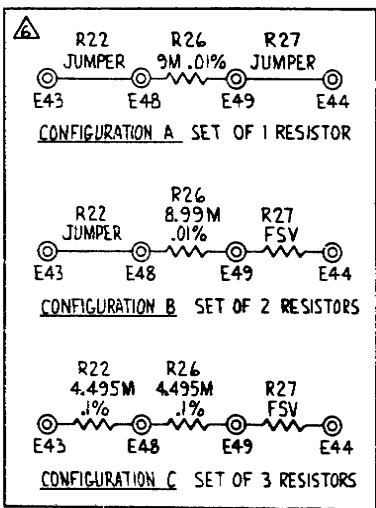 6
R22 R26 R27
JUMPER 9M .01% JUMPER
E43 E48 E49 E44
CONFIGURATION A SET OF 1 RESISTOR
R26
R22 8.99M R27
JUMPER .01% FSV
E43 E48 E49 E44
CONFIGURATION B SET OF 2 RESISTORS
R22 R26
4.495M 4.495M R27
.1% .1% FSV
E43 E48 E49 E44
CONFIGURATION C SET OF 3 RESISTORS